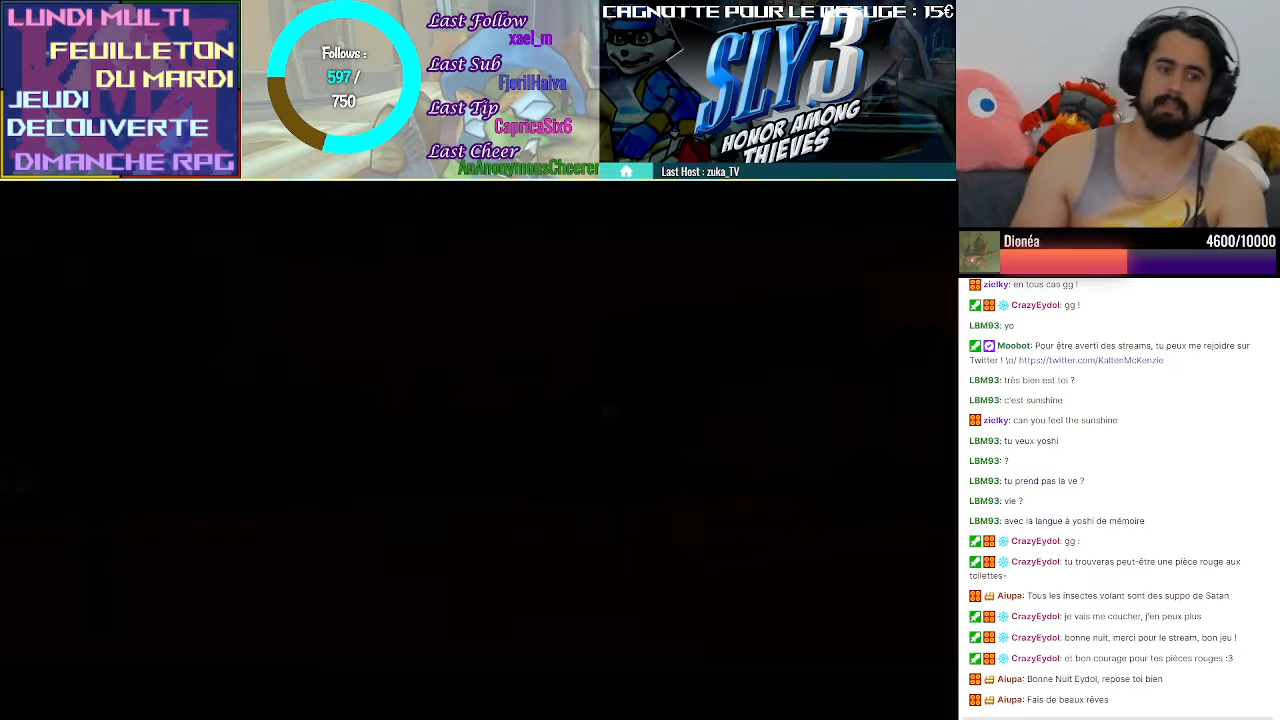 LUNDI MULTI
FEUILLETON
DU MARDI
JEUDI
DECOUVERTE
DIMANCHE RPG
Follows :
597 /
750
Last Follow
xael_m
Last Sub
FjorilHaiva
Last Tip
CapricaSix6
Last Cheer
AnAnonymousCheerer
CAGNOTTE POUR LE REFUGE : 15€
SLY 3
HONOR AMONG
THIEVES
Last Host : zuka_TV
Dionéa 4600/10000
zielky: en tous cas gg !
CrazyEydol: gg !
LBM93: yo
Moobot: Pour être averti des streams, tu peux me rejoidre sur
Twitter ! \o/ https://twitter.com/KaltenMcKenzie
LBM93: très bien est toi ?
LBM93: c'est sunshine
zielky: can you feel the sunshine
LBM93: tu veux yoshi
LBM93: ?
LBM93: tu prend pas la ve ?
LBM93: vie ?
LBM93: avec la langue à yoshi de mémoire
CrazyEydol: gg :
CrazyEydol: tu trouveras peut-être une pièce rouge aux
toilettes-
Aiupa: Tous les insectes volant sont des suppo de Satan
CrazyEydol: je vais me coucher, j'en peux plus
CrazyEydol: bonne nuit, merci pour le stream, bon jeu !
CrazyEydol: et bon courage pour tes pièces rouges :3
Aiupa: Bonne Nuit Eydol, repose toi bien
Aiupa: Fais de beaux rêves